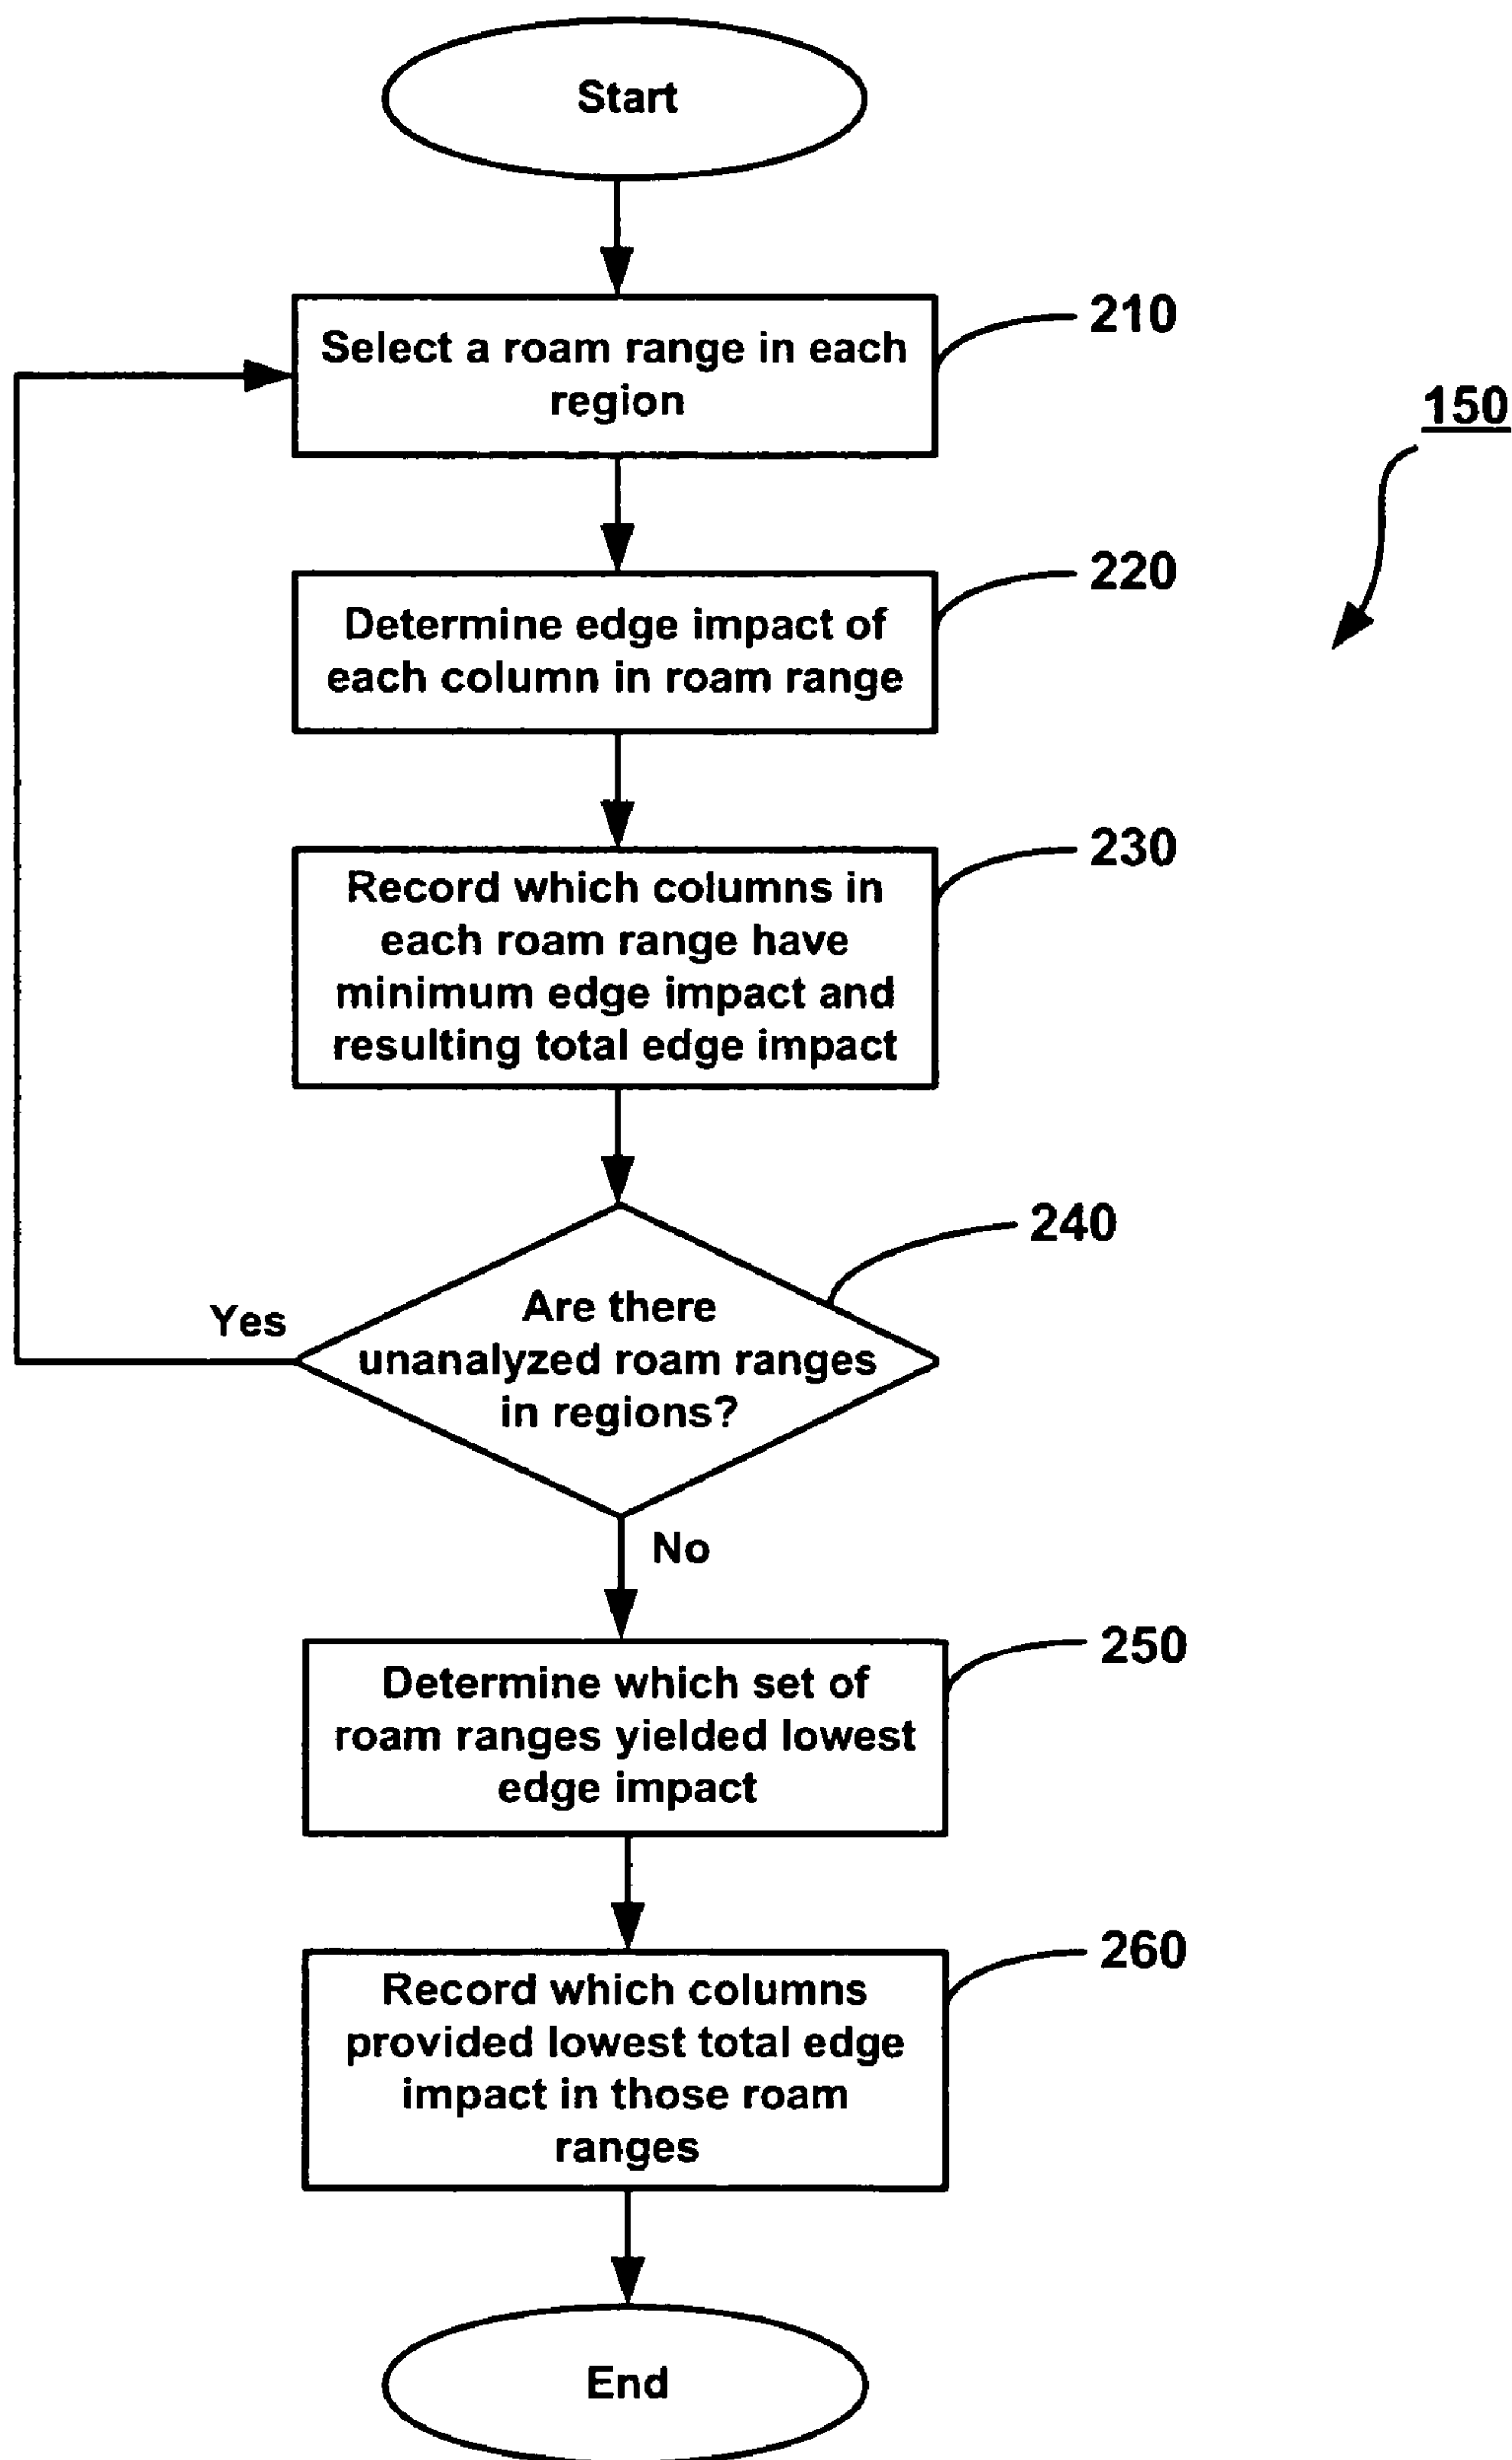 Start
Select a roam range in each
region
210
150
Determine edge impact of
each column in roam range
220
Record which columns in
each roam range have
minimum edge impact and
resulting total edge impact
230
Are there
unanalyzed roam ranges
in regions?
240
Yes
No
Determine which set of
roam ranges yielded lowest
edge impact
250
Record which columns
provided lowest total edge
impact in those roam
ranges
260
End